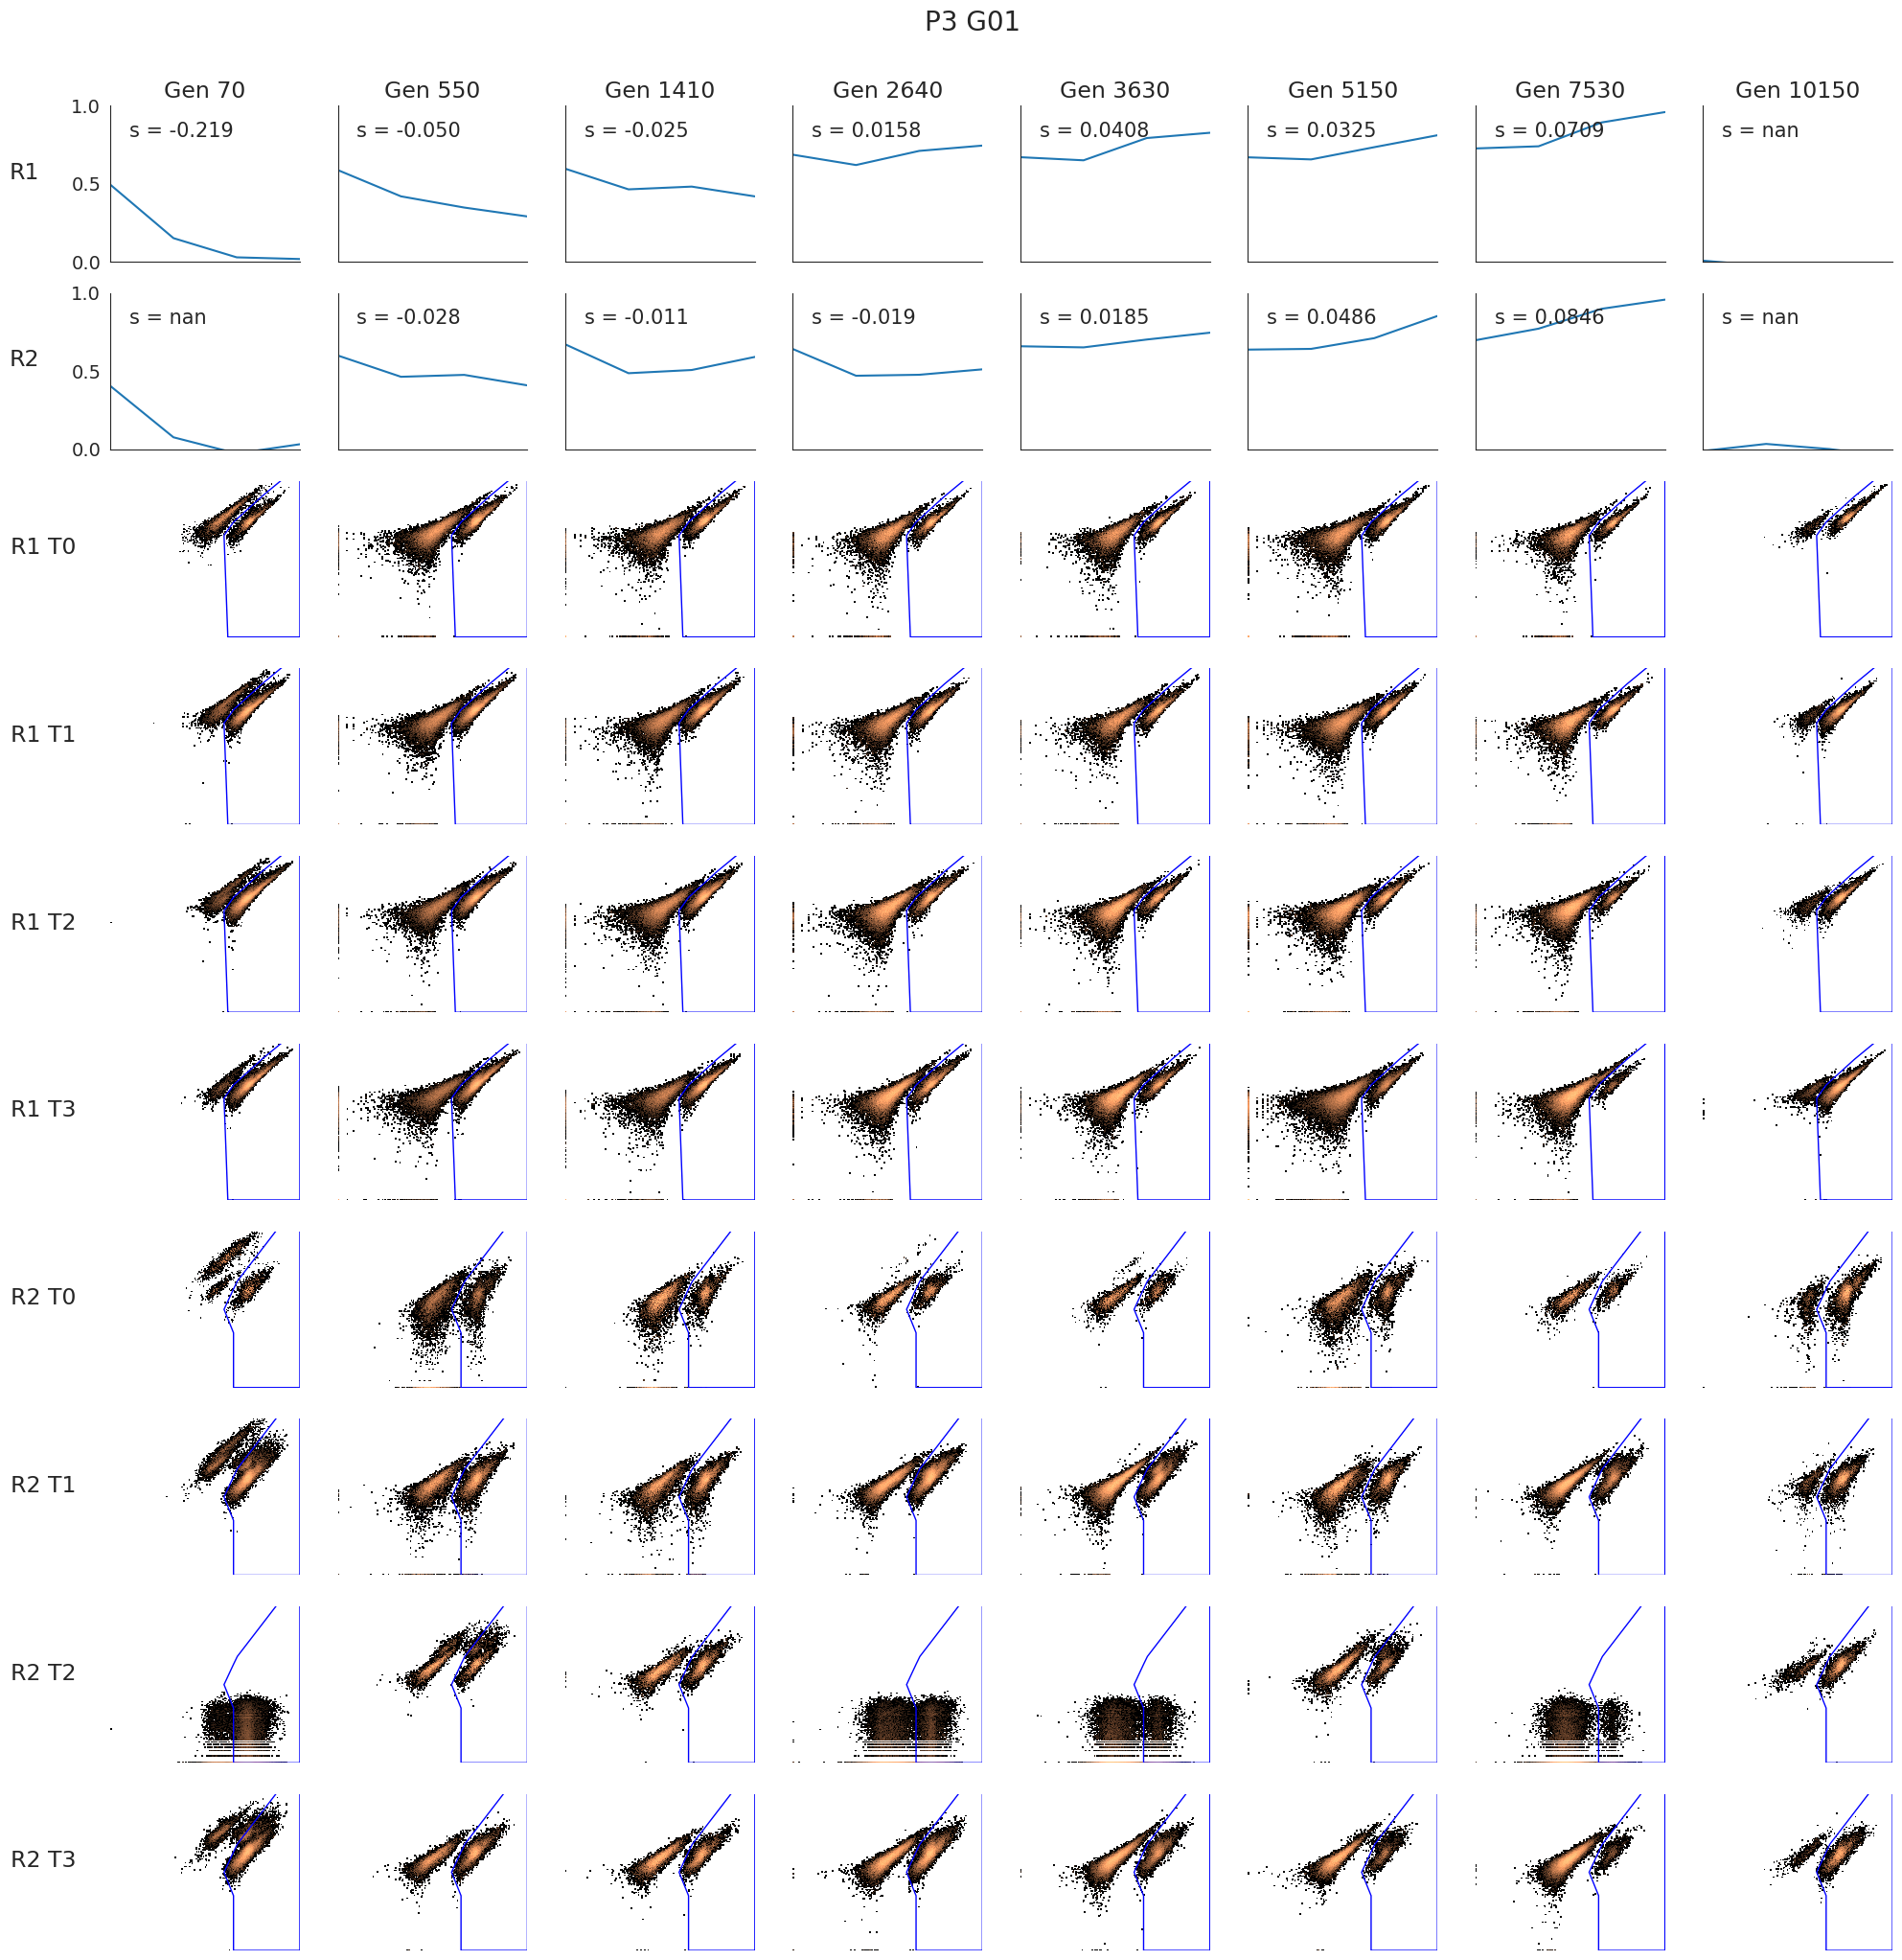 P3 G01
Gen 70 Gen 550 Gen 1410 Gen 2640 Gen 3630 Gen 5150 Gen 7530 Gen 10150
1.0
s = -0.219 s = -0.050 s = -0.025 s = 0.0158 s = 0.0408 s = 0.0325 s = 0.0709 s = nan
R1
0.5
0.0
1.0
s = nan s = -0.028 s = -0.011 s = -0.019 s = 0.0185 s = 0.0486 s = 0.0846 s = nan
R2
0.5
0.0
R1 T0
R1 T1
R1 T2
R1 T3
R2 T0
R2 T1
R2 T2
R2 T3